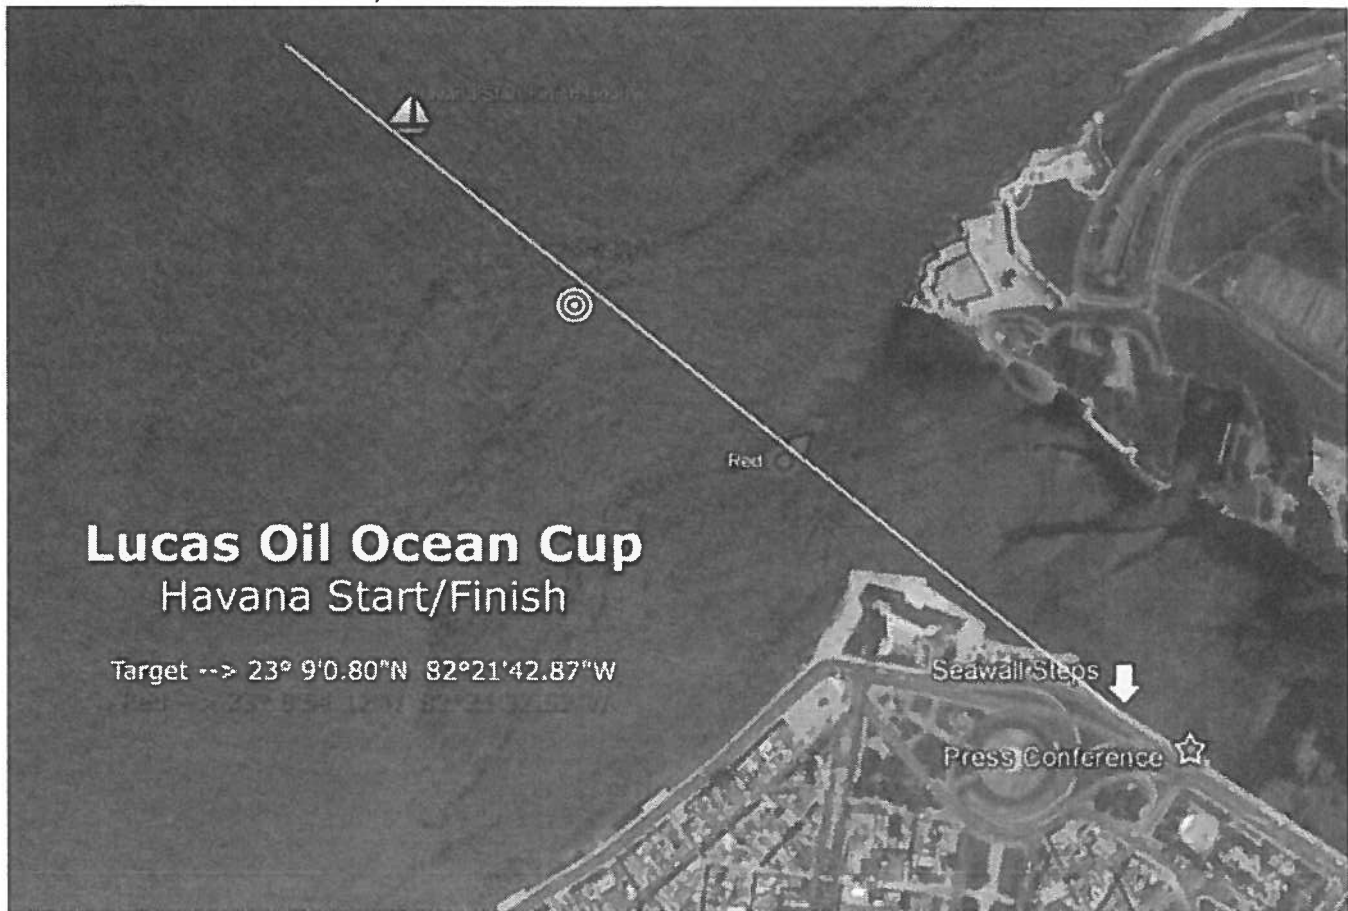 Red
Lucas Oil Ocean Cup
Havana Start/Finish
Target --> 23° 9'0.80"N 82°21'42.87"W
Seawall Steps
Press Conference